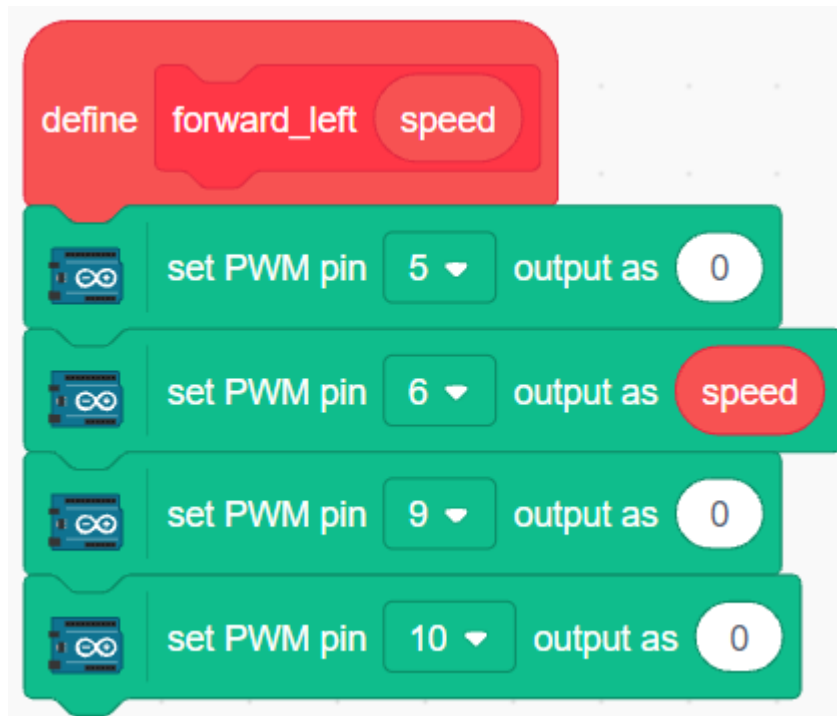 define forward_left speed
set PWM pin 5 output as 0
set PWM pin 6 output as speed
set PWM pin 9 output as 0
set PWM pin 10 output as 0